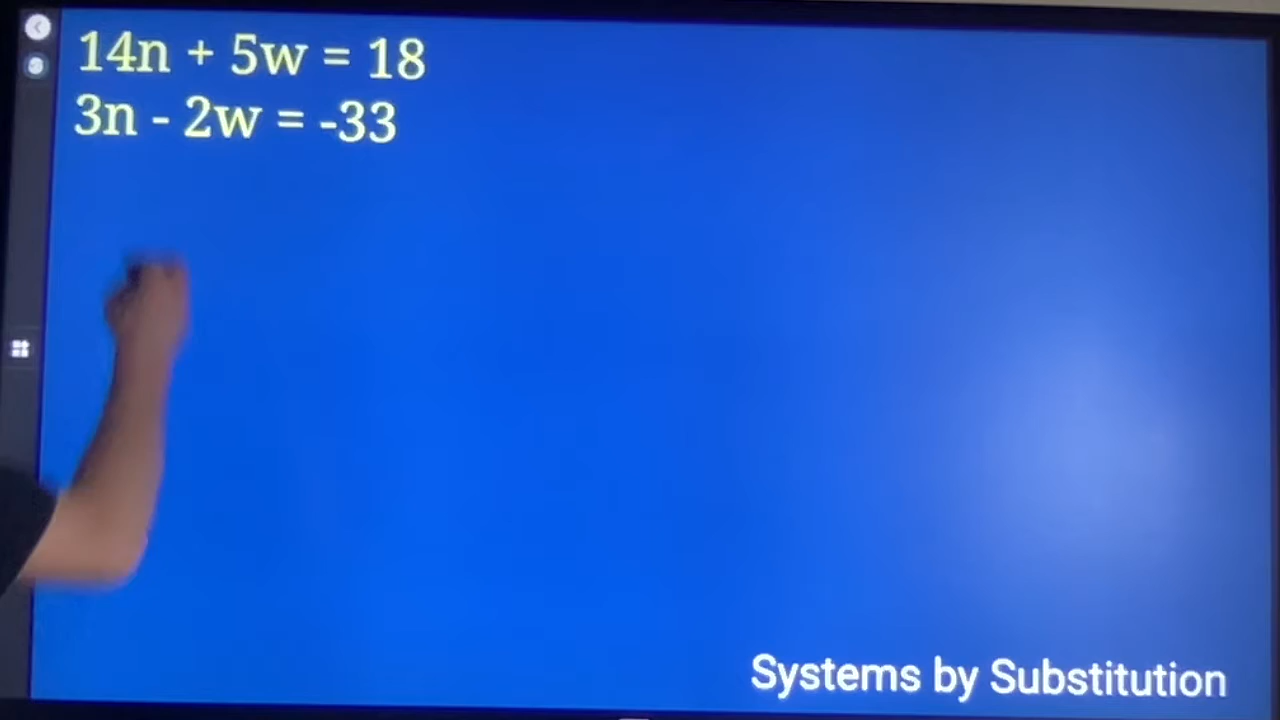 14n + 5w = 18
3n - 2w = -33
Systems by Substitution